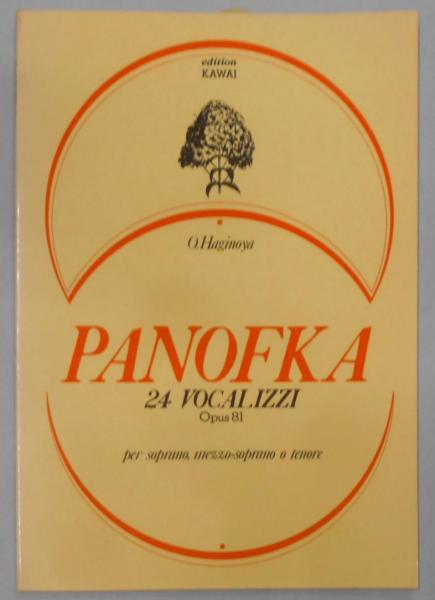 edition
KAWAI
O.Haginoya
PANOFKA
24 VOCALIZZI
Opus 81
per soprano, mezzo-soprano o tenore